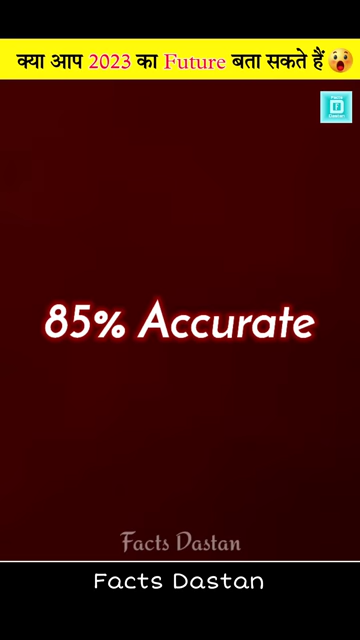 क्या आप 2023 का Future बता सकते हैं
85% Accurate
Facts Dastan
Facts Dastan